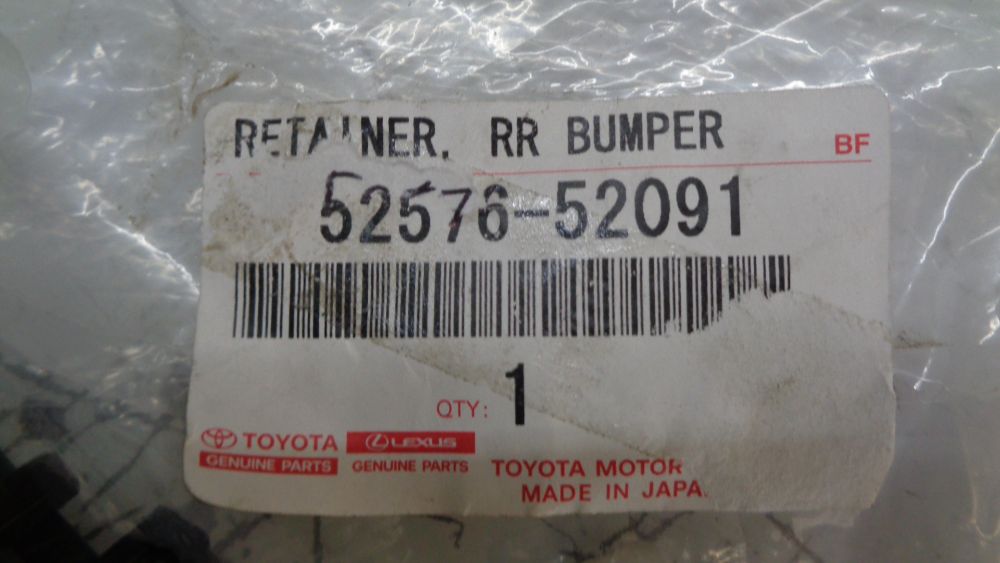 RETAINER, RR BUMPER
BF
52576-52091
QTY: 1
TOYOTA LEXUS
GENUINE PARTS GENUINE PARTS
TOYOTA MOTOR
MADE IN JAPA